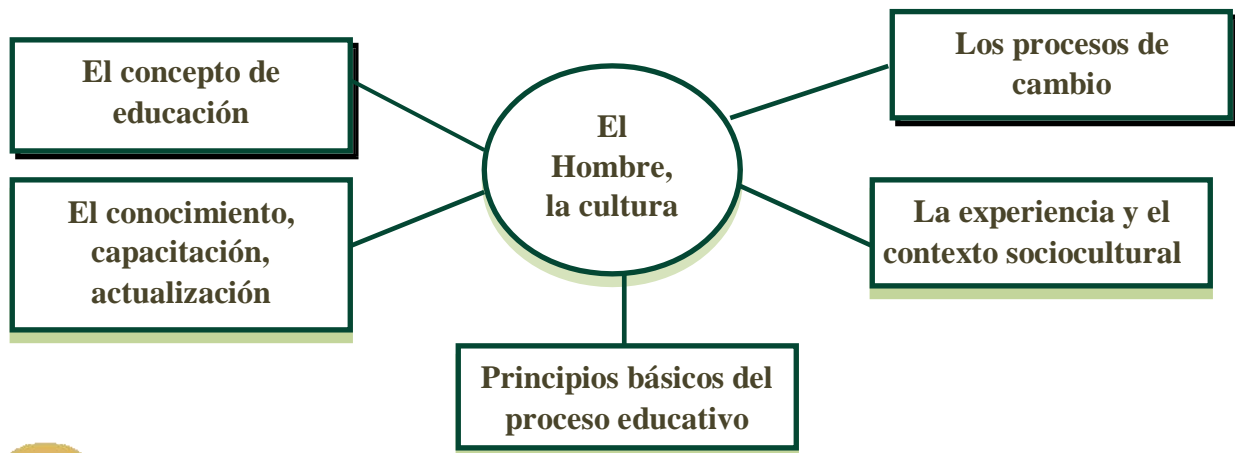 El concepto de
educación
El
Hombre,
la cultura
Los procesos de
cambio
El conocimiento,
capacitación,
actualización
La experiencia y el
contexto sociocultural
Principios básicos del
proceso educativo